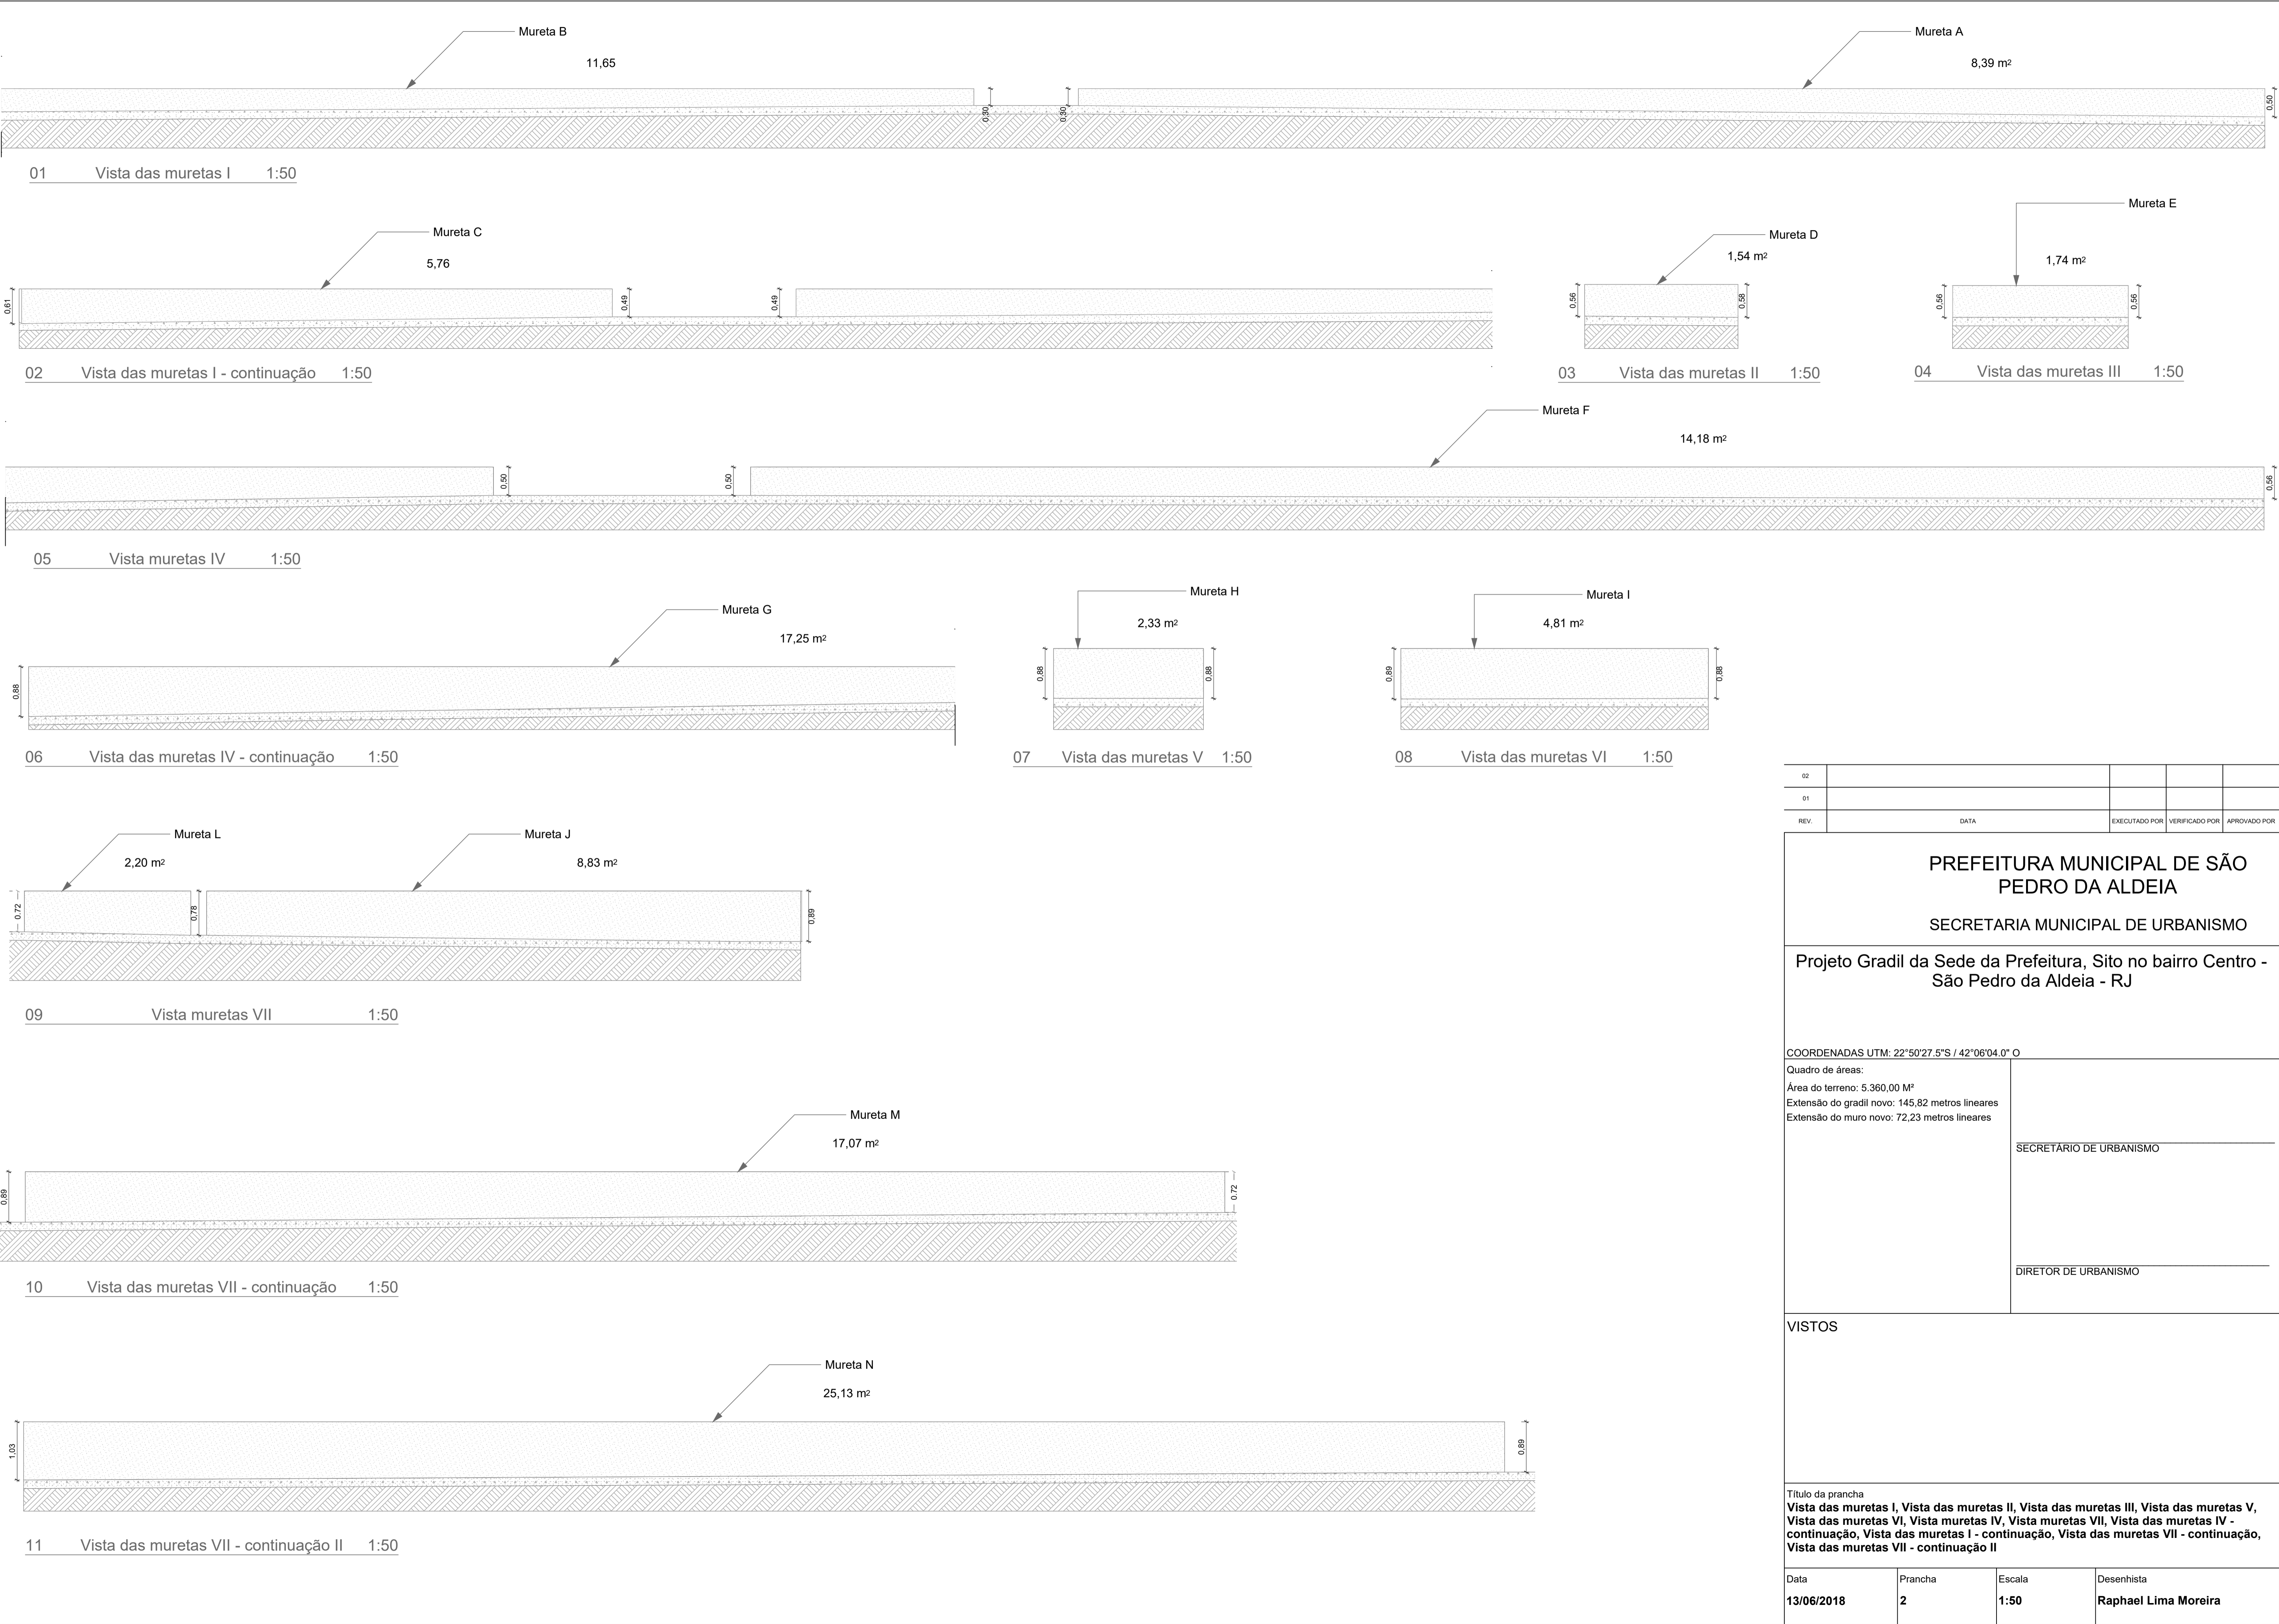 Mureta B
11,65
Mureta A
8,39 m²
0,30
0,30
0,50
01 Vista das muretas I 1:50
Mureta C
5,76
0,61
0,49
0,49
02 Vista das muretas I - continuação 1:50
Mureta D
1,54 m²
0,56
0,58
03 Vista das muretas II 1:50
Mureta E
1,74 m²
0,56
0,56
04 Vista das muretas III 1:50
Mureta F
14,18 m²
0,50
0,50
0,56
05 Vista muretas IV 1:50
Mureta G
17,25 m²
0,88
06 Vista das muretas IV - continuação 1:50
Mureta H
2,33 m²
0,88
0,88
07 Vista das muretas V 1:50
Mureta I
4,81 m²
0,89
0,88
08 Vista das muretas VI 1:50
Mureta L
2,20 m²
Mureta J
8,83 m²
0,72
0,78
0,89
09 Vista muretas VII 1:50
Mureta M
17,07 m²
0,89
0,72
10 Vista das muretas VII - continuação 1:50
Mureta N
25,13 m²
1,03
0,89
11 Vista das muretas VII - continuação II 1:50
02
01
REV. DATA EXECUTADO POR VERIFICADO POR APROVADO POR
PREFEITURA MUNICIPAL DE SÃO
PEDRO DA ALDEIA
SECRETARIA MUNICIPAL DE URBANISMO
Projeto Gradil da Sede da Prefeitura, Sito no bairro Centro -
São Pedro da Aldeia - RJ
COORDENADAS UTM: 22°50'27.5"S / 42°06'04.0" O
Quadro de áreas:
Área do terreno: 5.360,00 M²
Extensão do gradil novo: 145,82 metros lineares
Extensão do muro novo: 72,23 metros lineares
SECRETÁRIO DE URBANISMO
DIRETOR DE URBANISMO
VISTOS
Título da prancha
Vista das muretas I, Vista das muretas II, Vista das muretas III, Vista das muretas V,
Vista das muretas VI, Vista muretas IV, Vista muretas VII, Vista das muretas IV -
continuação, Vista das muretas I - continuação, Vista das muretas VII - continuação,
Vista das muretas VII - continuação II
Data Prancha Escala Desenhista
13/06/2018 2 1:50 Raphael Lima Moreira